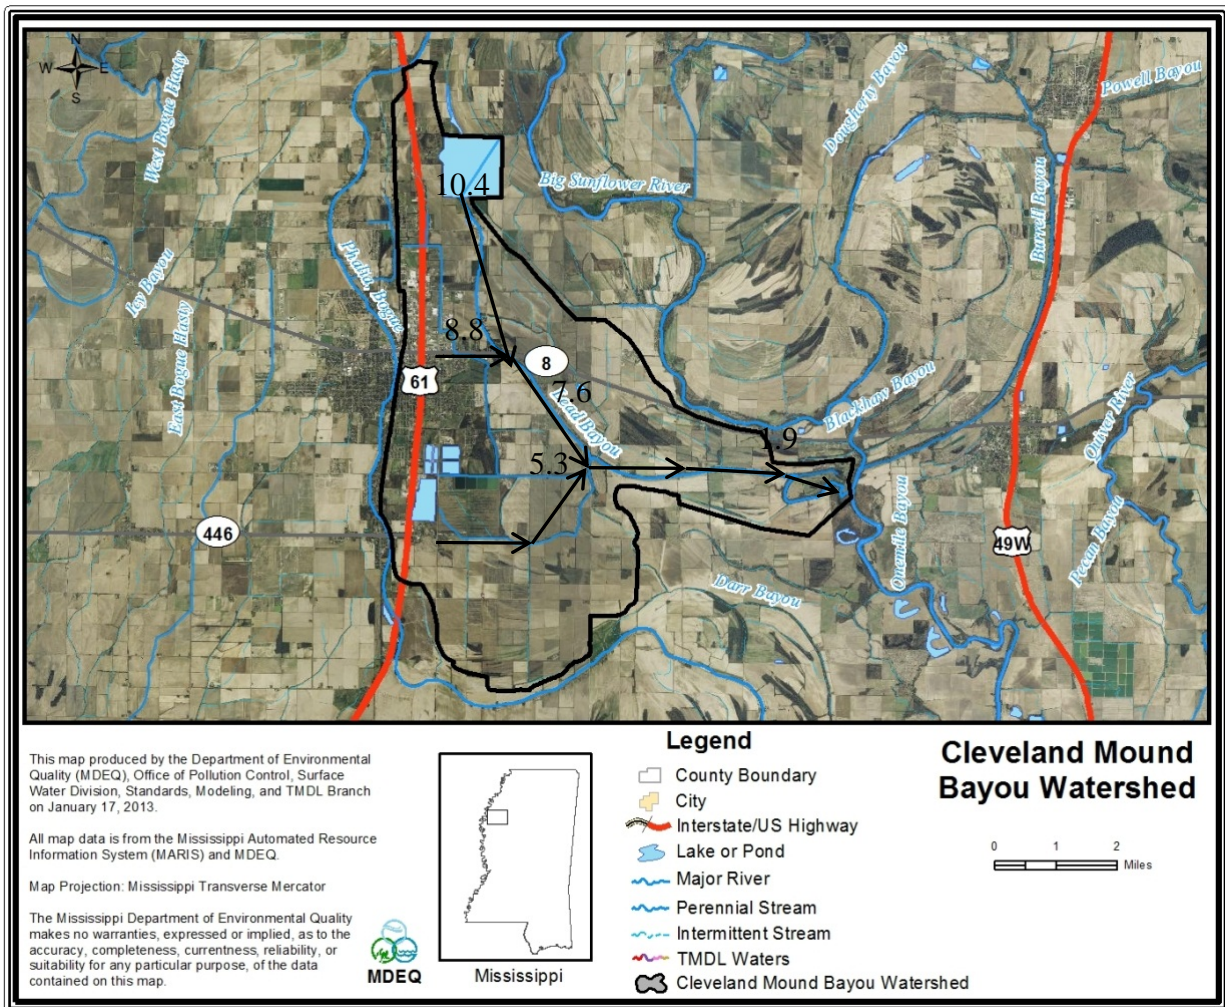 N
W
E
S
West Bogue Hasty
Dougherty Bayou
Powell Bayou
10.4
Big Sunflower River
Burrell Bayou
Phalia, Bogue
Icy Bayou
8.8
8
61
7.6
Lead Bayou
East Bogue Hasty
Blackhaw Bayou
Quiver River
1.9
5.3
446
49W
Onemile Bayou
Pecan Bayou
Darr Bayou
This map produced by the Department of Environmental
Quality (MDEQ), Office of Pollution Control, Surface
Water Division, Standards, Modeling, and TMDL Branch
on January 17, 2013.
All map data is from the Mississippi Automated Resource
Information System (MARIS) and MDEQ.
Map Projection: Mississippi Transverse Mercator
The Mississippi Department of Environmental Quality
makes no warranties, expressed or implied, as to the
accuracy, completeness, currentness, reliability, or
suitability for any particular purpose, of the data
contained on this map.
MDEQ
Mississippi
Legend
County Boundary
City
Interstate/US Highway
Lake or Pond
Major River
Perennial Stream
Intermittent Stream
TMDL Waters
Cleveland Mound Bayou Watershed
Cleveland Mound
Bayou Watershed
0 1 2
Miles